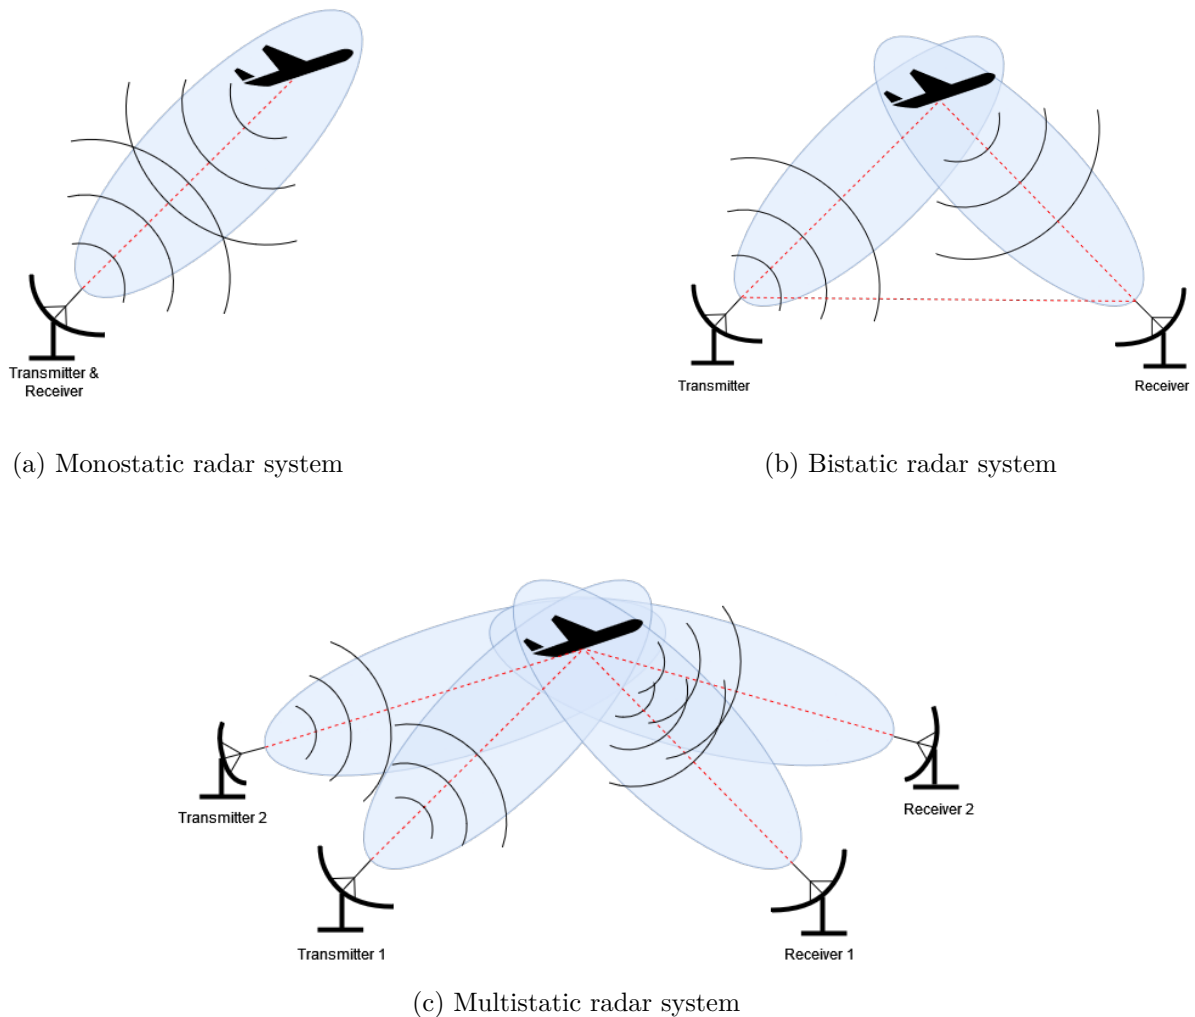 Transmitter &
Receiver
Transmitter
Receiver
(a) Monostatic radar system
(b) Bistatic radar system
Transmitter 2
Receiver 2
Transmitter 1
Receiver 1
(c) Multistatic radar system